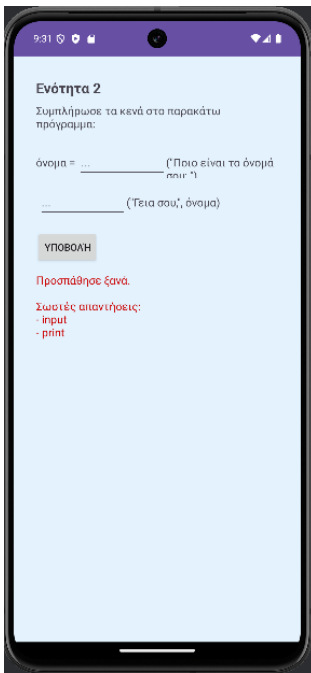 9:31
Ενότητα 2
Συμπλήρωσε τα κενά στα παρακάτω
πρόγραμμα:
όνομα = ... ("Ποιο είναι το όνομά
σου; ")
... ("Γεια σου,", όνομα)
ΥΠΟΒΟΛΉ
Προσπάθησε ξανά.
Σωστές απαντήσεις:
- input
- print